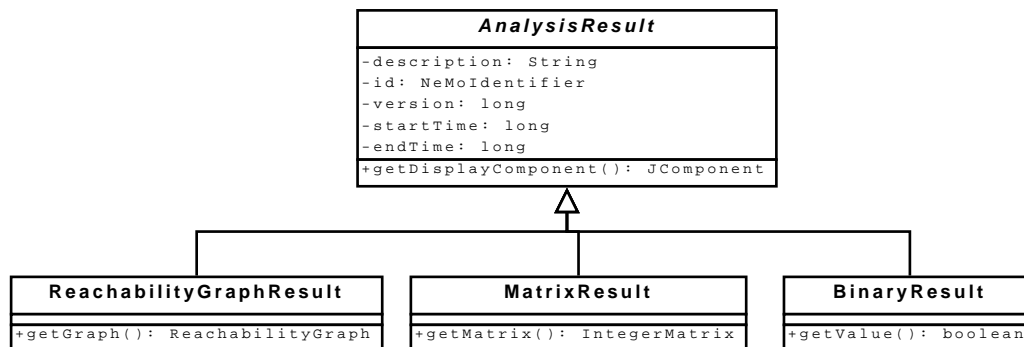 AnalysisResult
-description: String
-id: NeMoIdentifier
-version: long
-startTime: long
-endTime: long
+getDisplayComponent(): JComponent
ReachabilityGraphResult
+getGraph(): ReachabilityGraph
MatrixResult
+getMatrix(): IntegerMatrix
BinaryResult
+getValue(): boolean